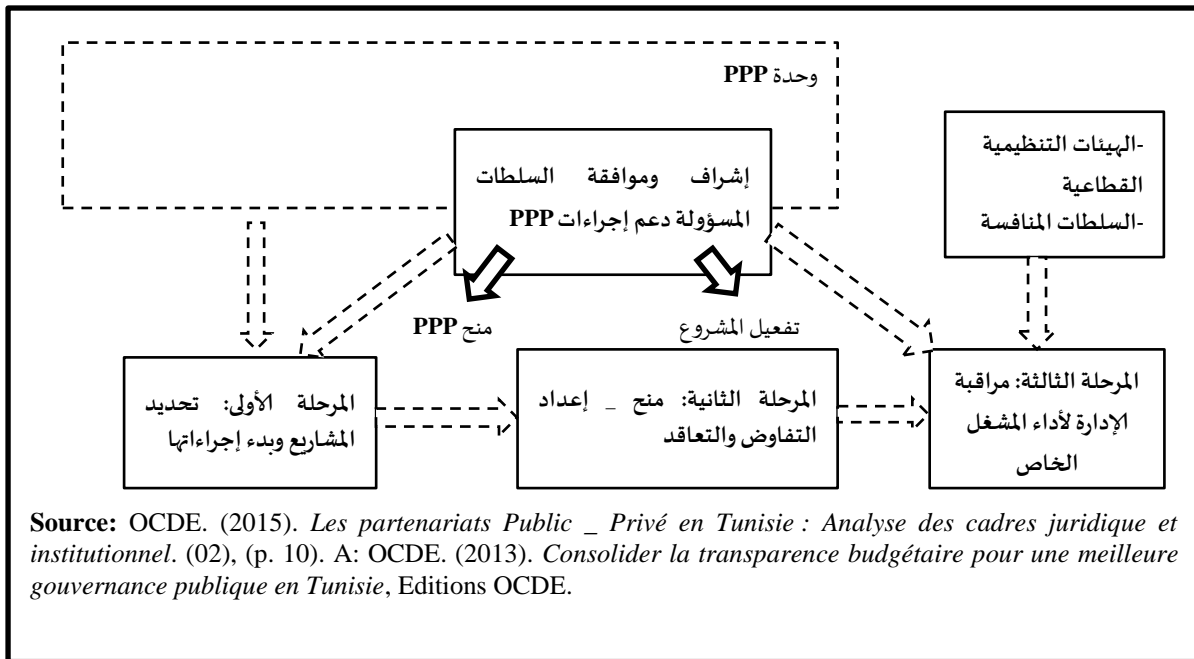 وحدة PPP
إشراف وموافقة السلطات
المسؤولة دعم إجراءات PPP
-الهيئات التنظيمية
القطاعية
-السلطات المنافسة
منح PPP
تفعيل المشروع
المرحلة الأولى: تحديد
المشاريع وبدء إجراءاتها
المرحلة الثانية: منح _ إعداد
التفاوض والتعاقد
المرحلة الثالثة: مراقبة
الإدارة لأداء المشغل
الخاص
Source: OCDE. (2015). Les partenariats Public _ Privé en Tunisie : Analyse des cadres juridique et
institutionnel. (02), (p. 10). A: OCDE. (2013). Consolider la transparence budgétaire pour une meilleure
gouvernance publique en Tunisie, Editions OCDE.